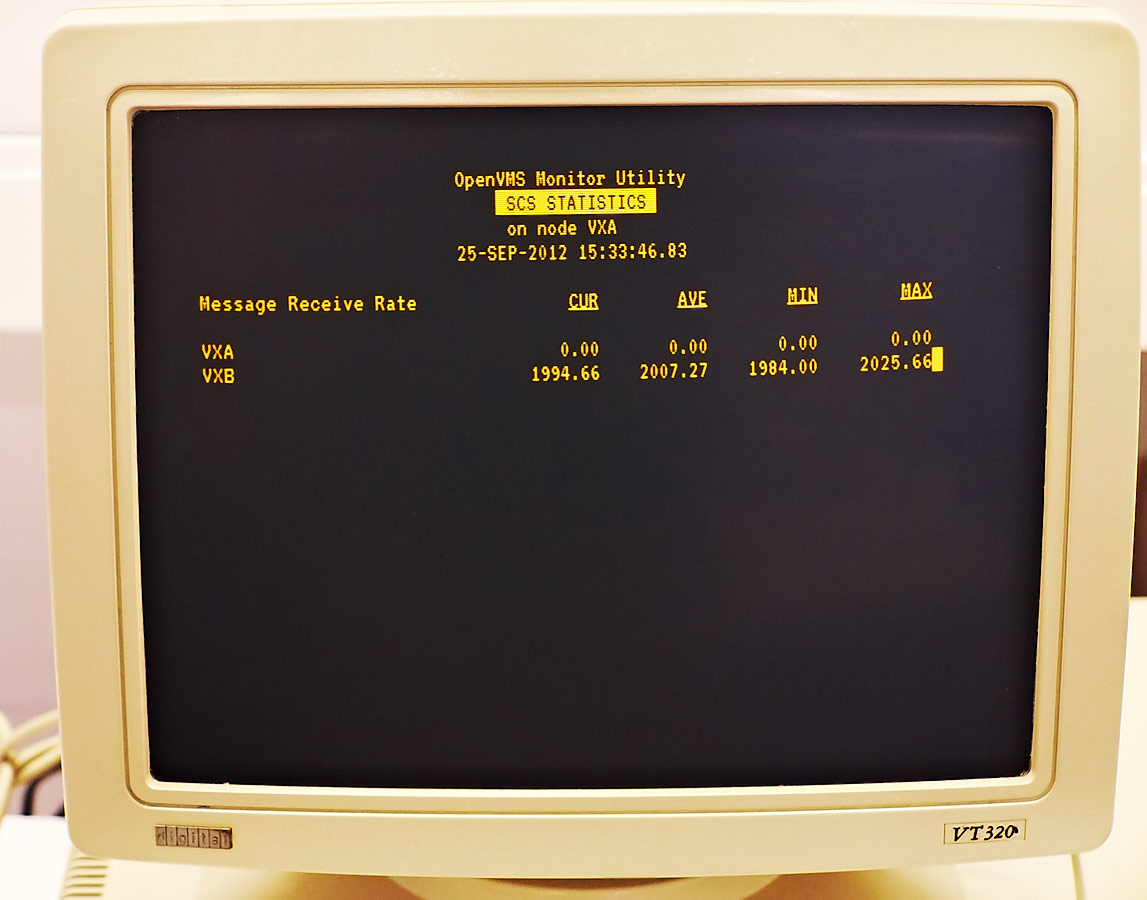 OpenVMS Monitor Utility
SCS STATISTICS
on node VXA
25-SEP-2012 15:33:46.83
Message Receive Rate CUR AVE MIN MAX
VXA 0.00 0.00 0.00 0.00
VXB 1994.66 2007.27 1984.00 2025.66
digital
VT320